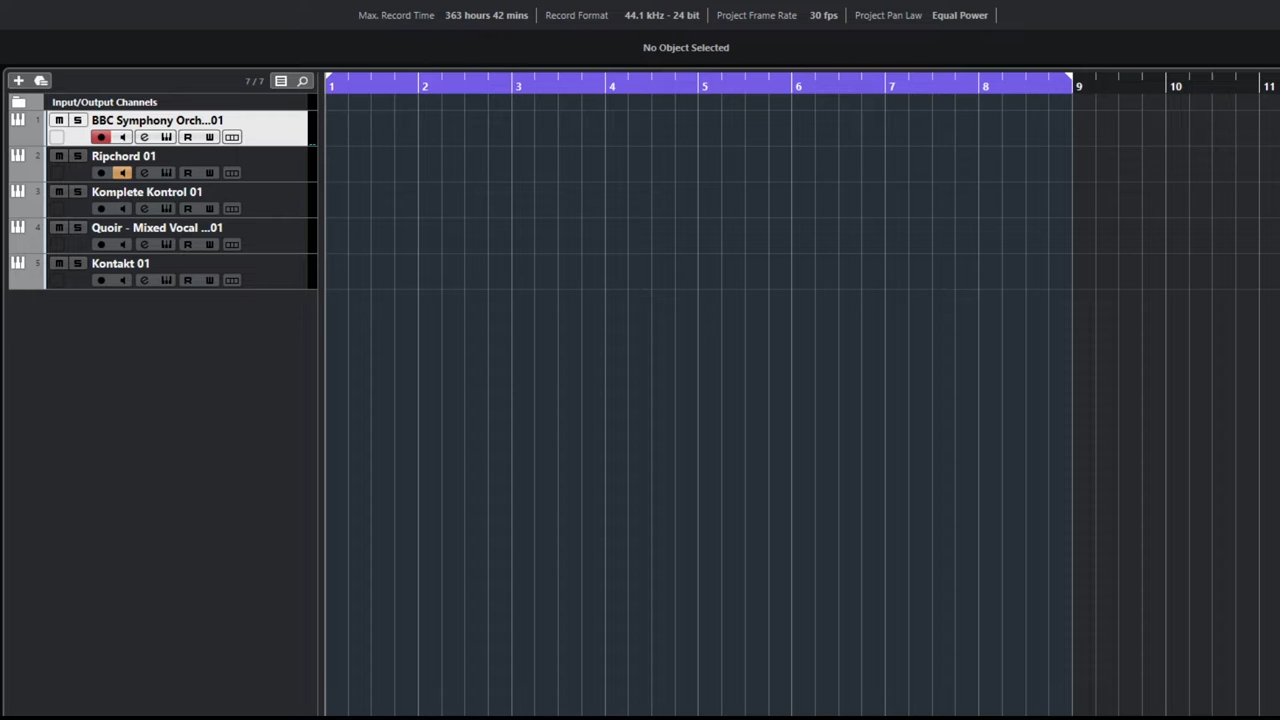 Max. Record Time 363 hours 42 mins Record Format 44.1 kHz - 24 bit Project Frame Rate 30 fps Project Pan Law Equal Power
No Object Selected
7 / 7
1 2 3 4 5 6 7 8 9 10 11
Input/Output Channels
1 m S BBC Symphony Orch...01
e R W
2 m S Ripchord 01
e R W
3 m S Komplete Kontrol 01
e R W
4 m S Quoir - Mixed Vocal ...01
e R W
5 m S Kontakt 01
e R W